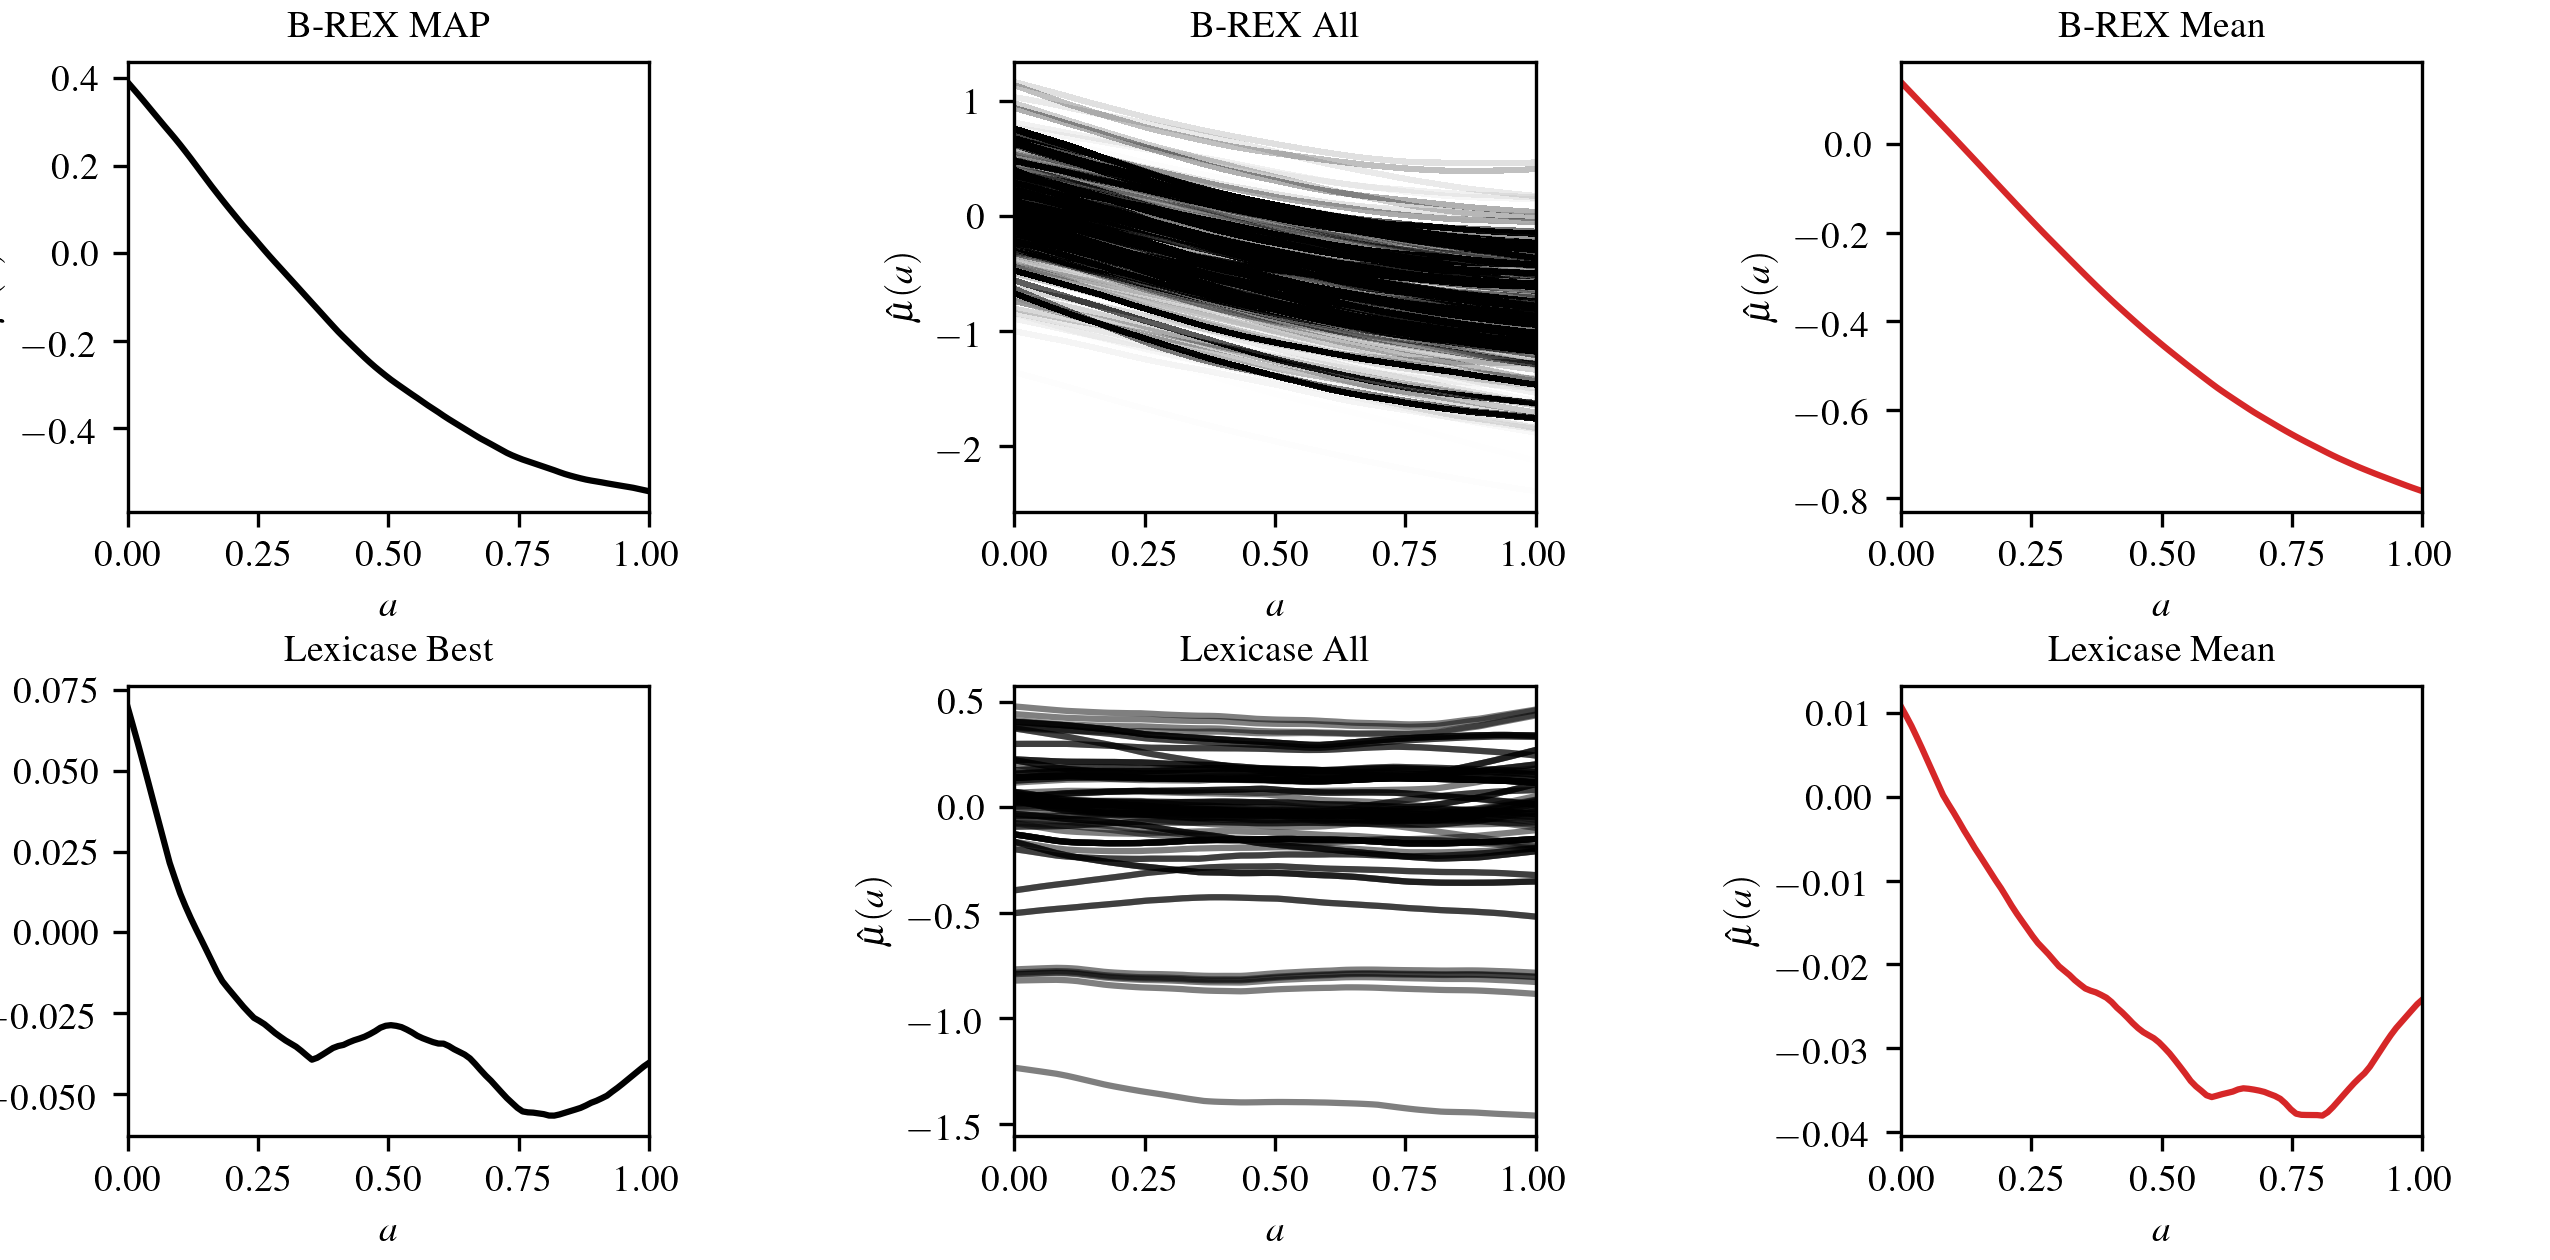 B-REX MAP
0.4
0.2
0.0
−0.2
−0.4
0.00 0.25 0.50 0.75 1.00
a
B-REX All
1
0
−1
−2
μ̂(a)
0.00 0.25 0.50 0.75 1.00
a
B-REX Mean
0.0
−0.2
−0.4
−0.6
−0.8
μ̂(a)
0.00 0.25 0.50 0.75 1.00
a
Lexicase Best
0.075
0.050
0.025
0.000
−0.025
−0.050
0.00 0.25 0.50 0.75 1.00
a
Lexicase All
0.5
0.0
−0.5
−1.0
−1.5
μ̂(a)
0.00 0.25 0.50 0.75 1.00
a
Lexicase Mean
0.01
0.00
−0.01
−0.02
−0.03
−0.04
μ̂(a)
0.00 0.25 0.50 0.75 1.00
a